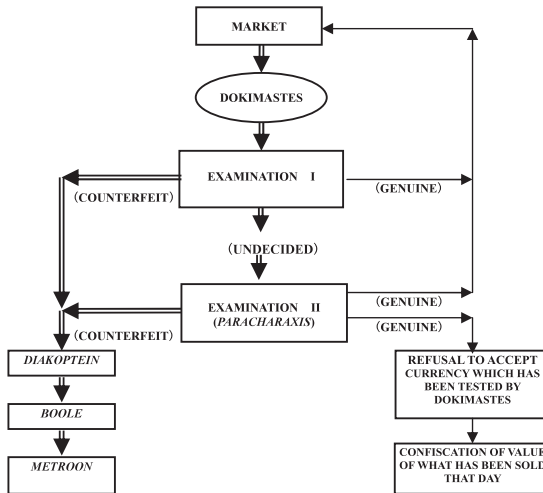 MARKET
DOKIMASTES
EXAMINATION I
(COUNTERFEIT)
(GENUINE)
(UNDECIDED)
EXAMINATION II
(PARACHARAXIS)
(GENUINE)
(COUNTERFEIT)
(GENUINE)
DIAKOPTEIN
BOOLE
METROON
REFUSAL TO ACCEPT
CURRENCY WHICH HAS
BEEN TESTED BY
DOKIMASTES
CONFISCATION OF VALUE
OF WHAT HAS BEEN SOLD
THAT DAY